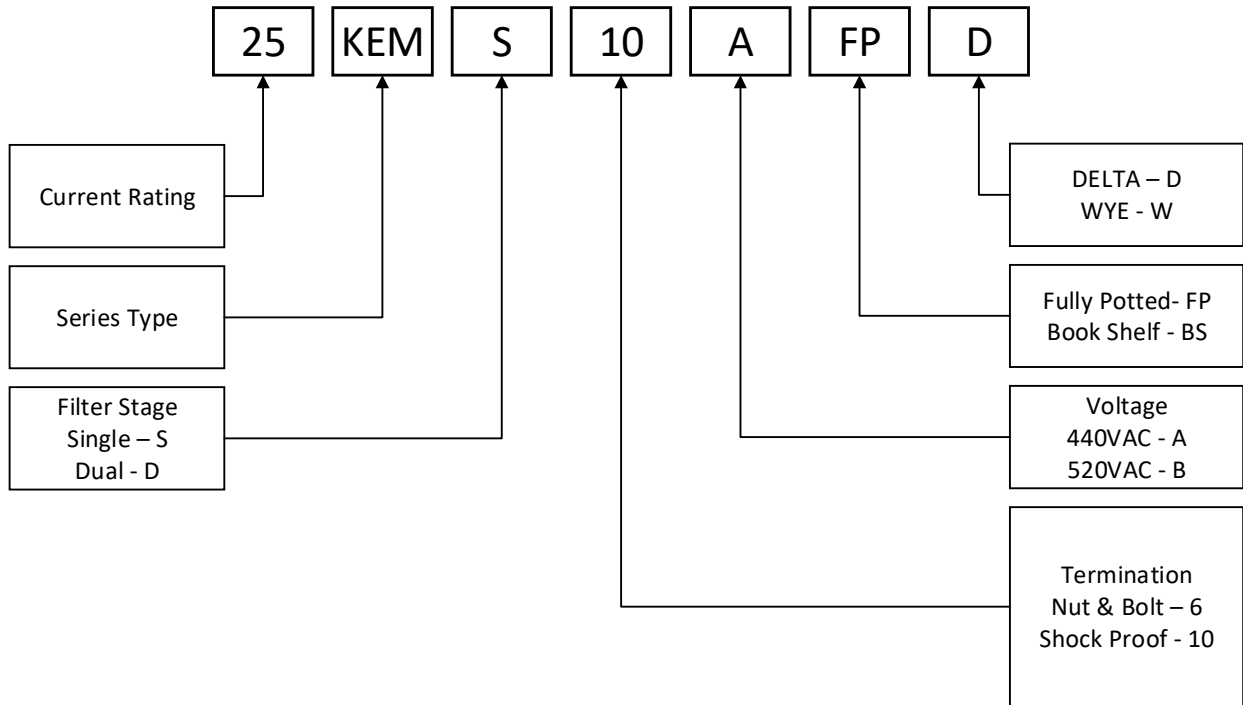 25 KEM S 10 A FP D
Current Rating
Series Type
Filter Stage
Single – S
Dual - D
DELTA – D
WYE - W
Fully Potted- FP
Book Shelf - BS
Voltage
440VAC - A
520VAC - B
Termination
Nut & Bolt – 6
Shock Proof - 10